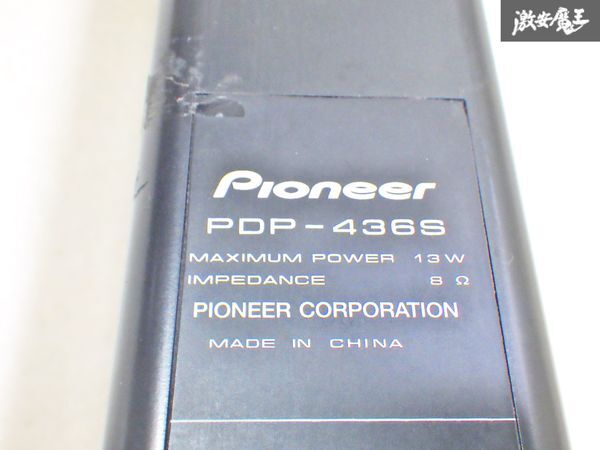 激安魔王
Pioneer
PDP-436S
MAXIMUM POWER 13W
IMPEDANCE 8 Ω
PIONEER CORPORATION
MADE IN CHINA